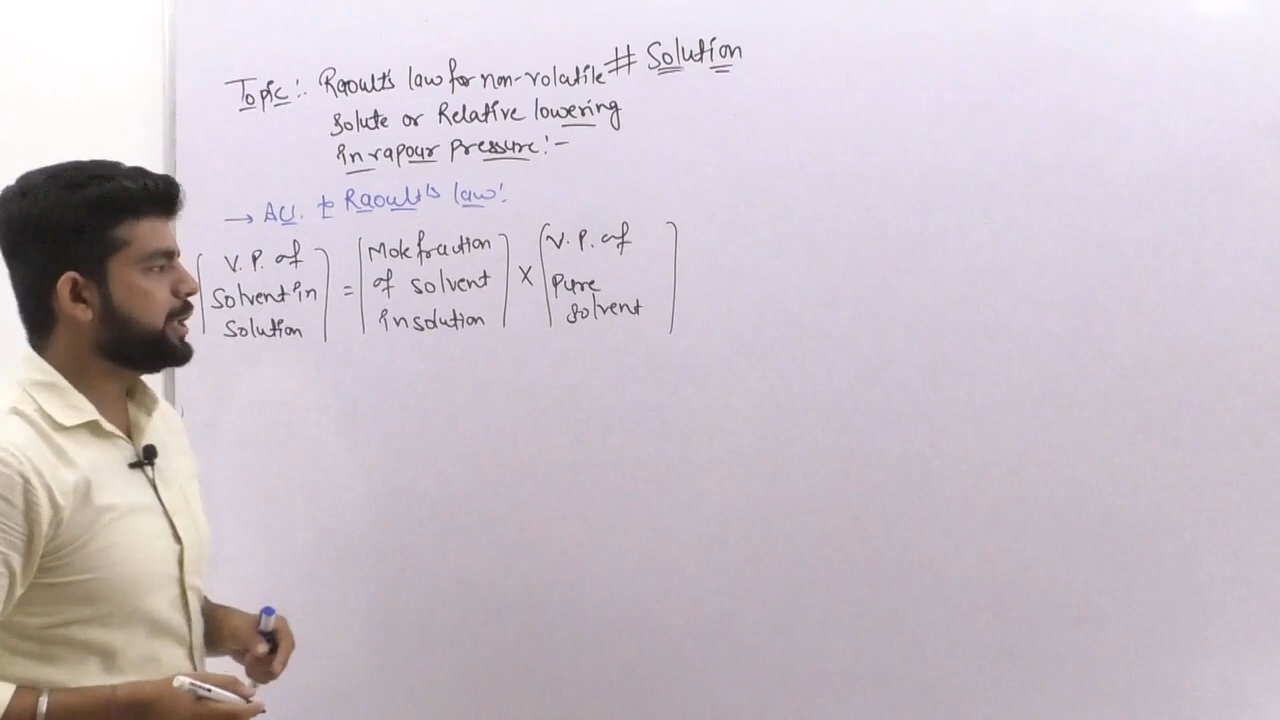 # Solution
Topic:. Raoult's law for non-volatile
Solute or Relative lowering
in vapour pressure:-
→ Acc. to Raoult's law:
(V.P. of Solvent in Solution) = (Mole fraction of solvent in solution) × (V.P. of Pure solvent)